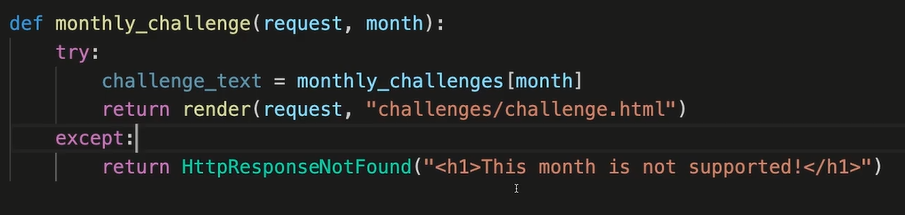 def monthly_challenge(request, month):
    try:
        challenge_text = monthly_challenges[month]
        return render(request, "challenges/challenge.html")
    except:
        return HttpResponseNotFound("<h1>This month is not supported!</h1>")